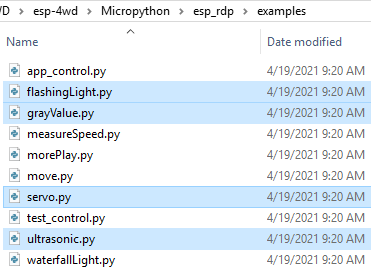 D › esp-4wd › Micropython › esp_rdp › examples
Name Date modified
app_control.py 4/19/2021 9:20 AM
flashingLight.py 4/19/2021 9:20 AM
grayValue.py 4/19/2021 9:20 AM
measureSpeed.py 4/19/2021 9:20 AM
morePlay.py 4/19/2021 9:20 AM
move.py 4/19/2021 9:20 AM
servo.py 4/19/2021 9:20 AM
test_control.py 4/19/2021 9:20 AM
ultrasonic.py 4/19/2021 9:20 AM
waterfallLight.py 4/19/2021 9:20 AM